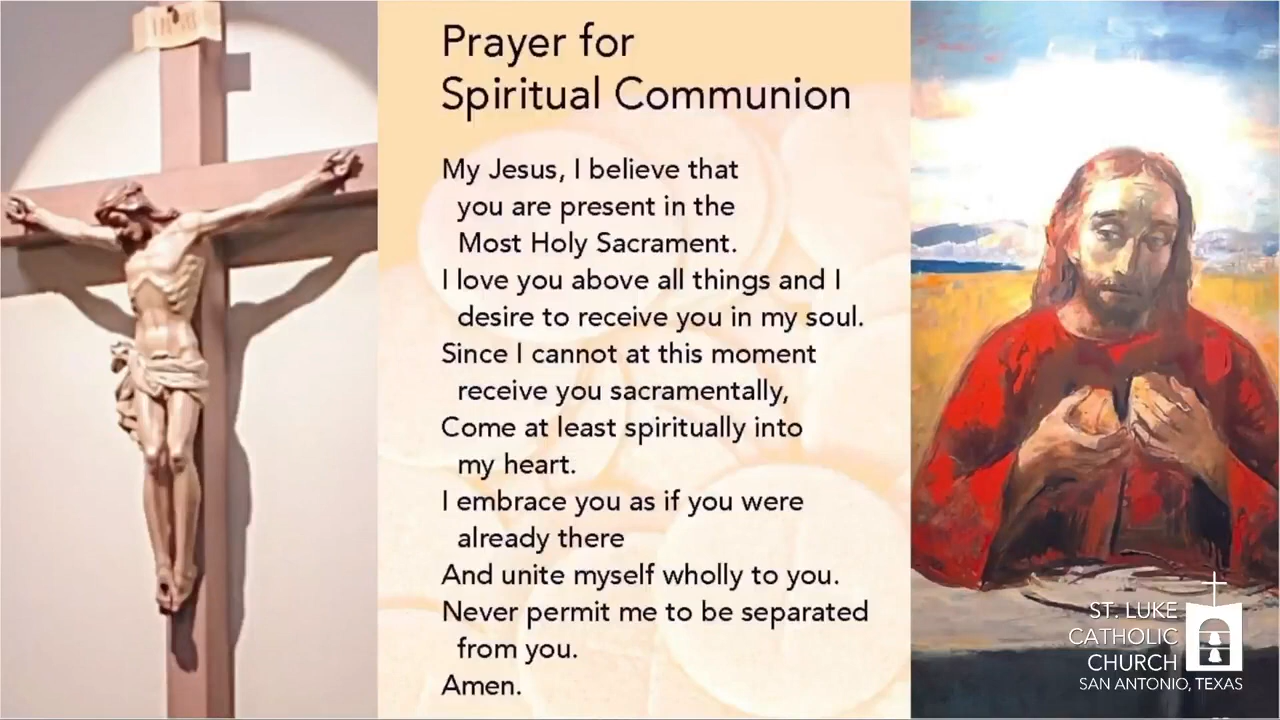 Prayer for
Spiritual Communion
My Jesus, I believe that
you are present in the
Most Holy Sacrament.
I love you above all things and I
desire to receive you in my soul.
Since I cannot at this moment
receive you sacramentally,
Come at least spiritually into
my heart.
I embrace you as if you were
already there
And unite myself wholly to you.
Never permit me to be separated
from you.
Amen.
ST. LUKE
CATHOLIC
CHURCH
SAN ANTONIO, TEXAS